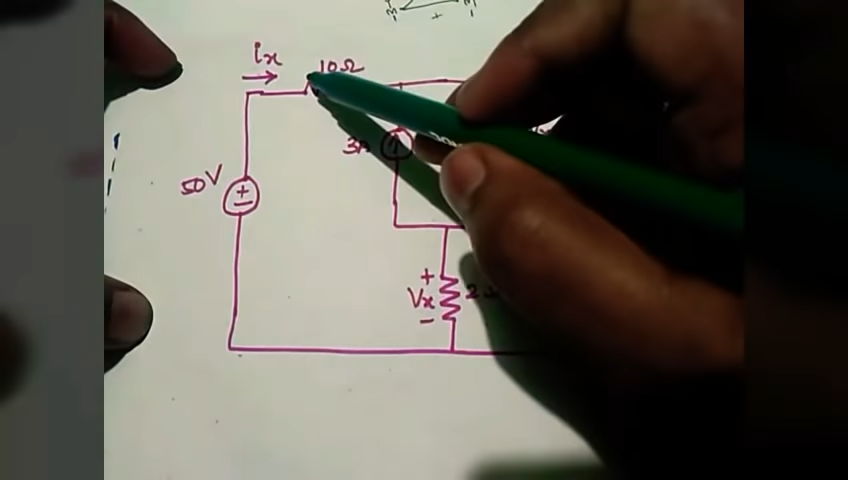 ix
10Ω
3A
50V
+
−
+
Vx
−